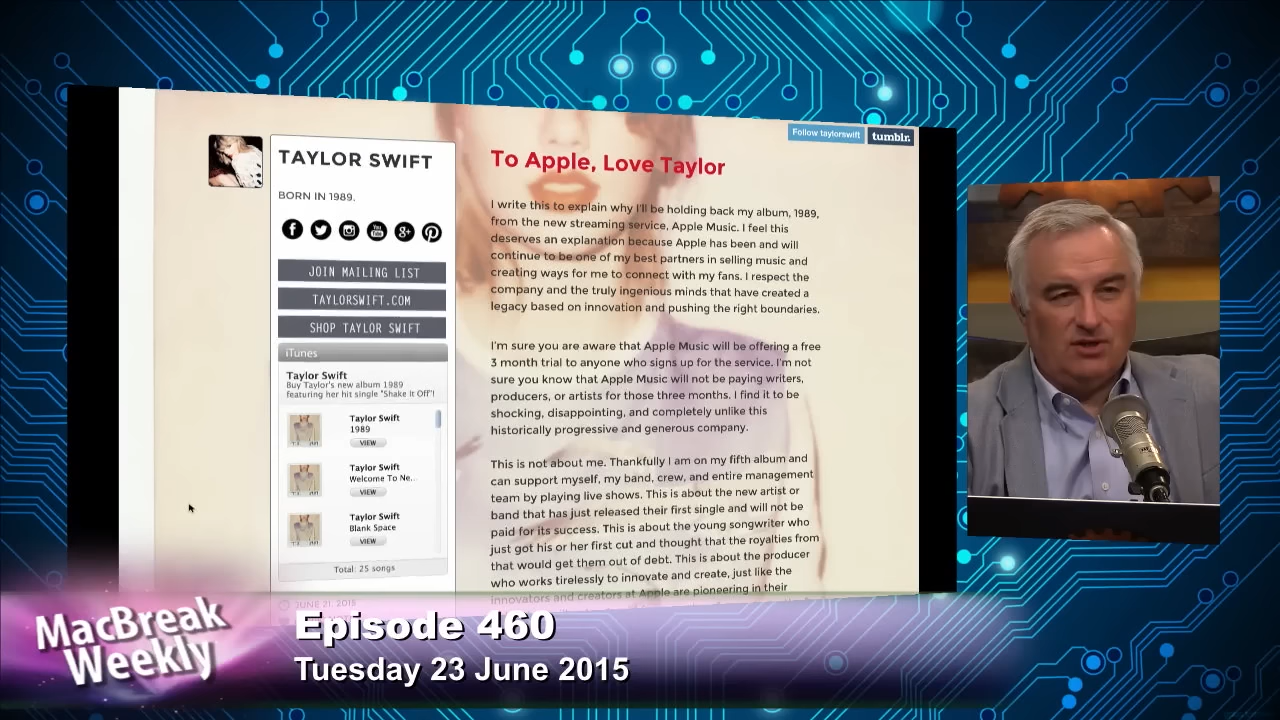 Follow taylorswift
tumblr.
TAYLOR SWIFT
BORN IN 1989.
JOIN MAILING LIST
TAYLORSWIFT.COM
SHOP TAYLOR SWIFT
iTunes
Taylor Swift
Buy Taylor's new album 1989
featuring her hit single "Shake It Off"!
Taylor Swift
1989
VIEW
Taylor Swift
Welcome To Ne...
VIEW
Taylor Swift
Blank Space
VIEW
Total: 25 songs
JUNE 21, 2015
To Apple, Love Taylor
I write this to explain why I'll be holding back my album, 1989,
from the new streaming service, Apple Music. I feel this
deserves an explanation because Apple has been and will
continue to be one of my best partners in selling music and
creating ways for me to connect with my fans. I respect the
company and the truly ingenious minds that have created a
legacy based on innovation and pushing the right boundaries.
I'm sure you are aware that Apple Music will be offering a free
3 month trial to anyone who signs up for the service. I'm not
sure you know that Apple Music will not be paying writers,
producers, or artists for those three months. I find it to be
shocking, disappointing, and completely unlike this
historically progressive and generous company.
This is not about me. Thankfully I am on my fifth album and
can support myself, my band, crew, and entire management
team by playing live shows. This is about the new artist or
band that has just released their first single and will not be
paid for its success. This is about the young songwriter who
just got his or her first cut and thought that the royalties from
that would get them out of debt. This is about the producer
who works tirelessly to innovate and create, just like the
innovators and creators at Apple are pioneering in their
MacBreak
Weekly
Episode 460
Tuesday 23 June 2015